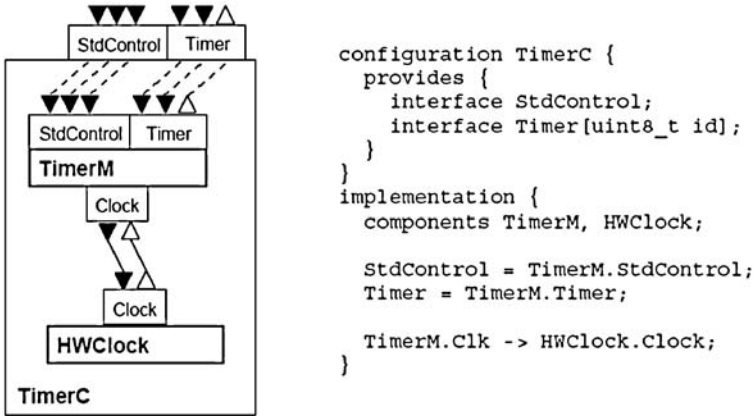 StdControl Timer
StdControl Timer
TimerM
Clock
Clock
HWClock
TimerC
configuration TimerC {
provides {
interface StdControl;
interface Timer[uint8_t id];
}
}
implementation {
components TimerM, HWClock;
StdControl = TimerM.StdControl;
Timer = TimerM.Timer;
TimerM.Clk -> HWClock.Clock;
}